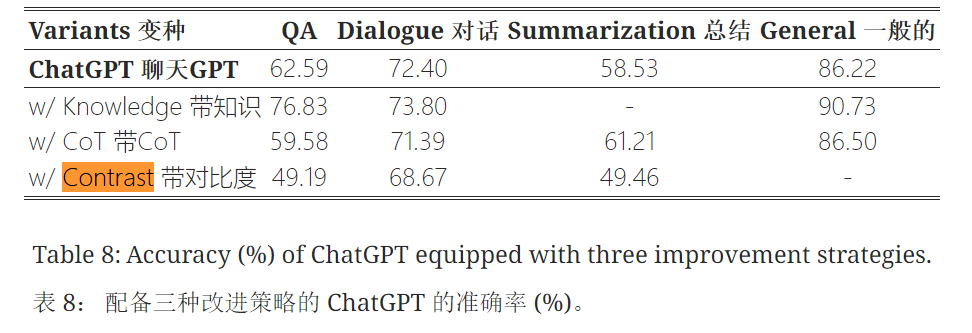 Variants 变种 QA Dialogue 对话 Summarization 总结 General 一般的
ChatGPT 聊天GPT 62.59 72.40 58.53 86.22
w/ Knowledge 带知识 76.83 73.80 - 90.73
w/ CoT 带CoT 59.58 71.39 61.21 86.50
w/ Contrast 带对比度 49.19 68.67 49.46 -
Table 8: Accuracy (%) of ChatGPT equipped with three improvement strategies.
表 8： 配备三种改进策略的 ChatGPT 的准确率 (%)。